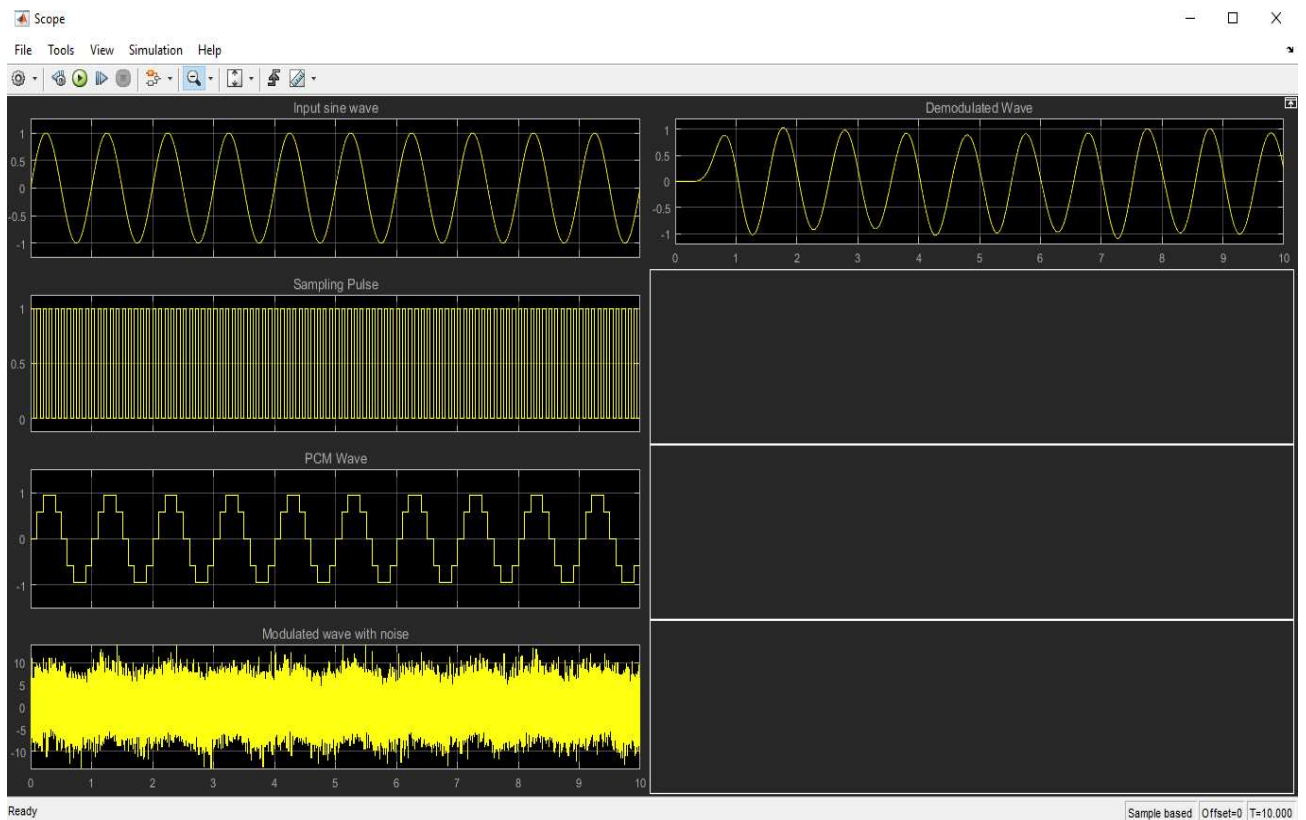 Scope
File Tools View Simulation Help
Input sine wave
1
0.5
0
-0.5
-1
Sampling Pulse
1
0.5
0
PCM Wave
1
0
-1
Modulated wave with noise
10
5
0
-5
-10
0 1 2 3 4 5 6 7 8 9 10
Demodulated Wave
1
0.5
0
-0.5
-1
0 1 2 3 4 5 6 7 8 9 10
Ready
Sample based Offset=0 T=10.000